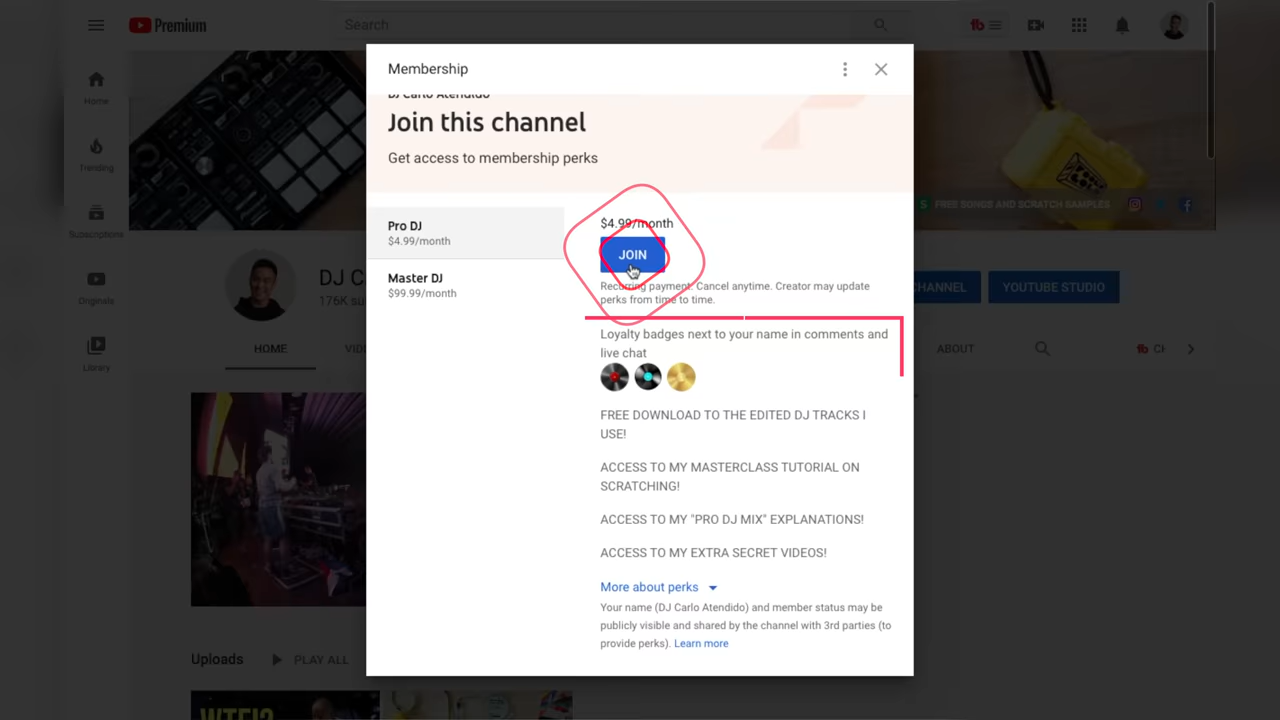 Premium
Search
Home
Trending
Subscriptions
Originals
Library
FREE SONGS AND SCRATCH SAMPLES
DJ C
176K su
CHANNEL
YOUTUBE STUDIO
HOME
VID
ABOUT
CH
Uploads
PLAY ALL
WTF!?
Membership
DJ Carlo Atendido
Join this channel
Get access to membership perks
Pro DJ
$4.99/month
Master DJ
$99.99/month
$4.99/month
JOIN
Recurring payment. Cancel anytime. Creator may update
perks from time to time.
Loyalty badges next to your name in comments and
live chat
FREE DOWNLOAD TO THE EDITED DJ TRACKS I
USE!
ACCESS TO MY MASTERCLASS TUTORIAL ON
SCRATCHING!
ACCESS TO MY "PRO DJ MIX" EXPLANATIONS!
ACCESS TO MY EXTRA SECRET VIDEOS!
More about perks
Your name (DJ Carlo Atendido) and member status may be
publicly visible and shared by the channel with 3rd parties (to
provide perks). Learn more